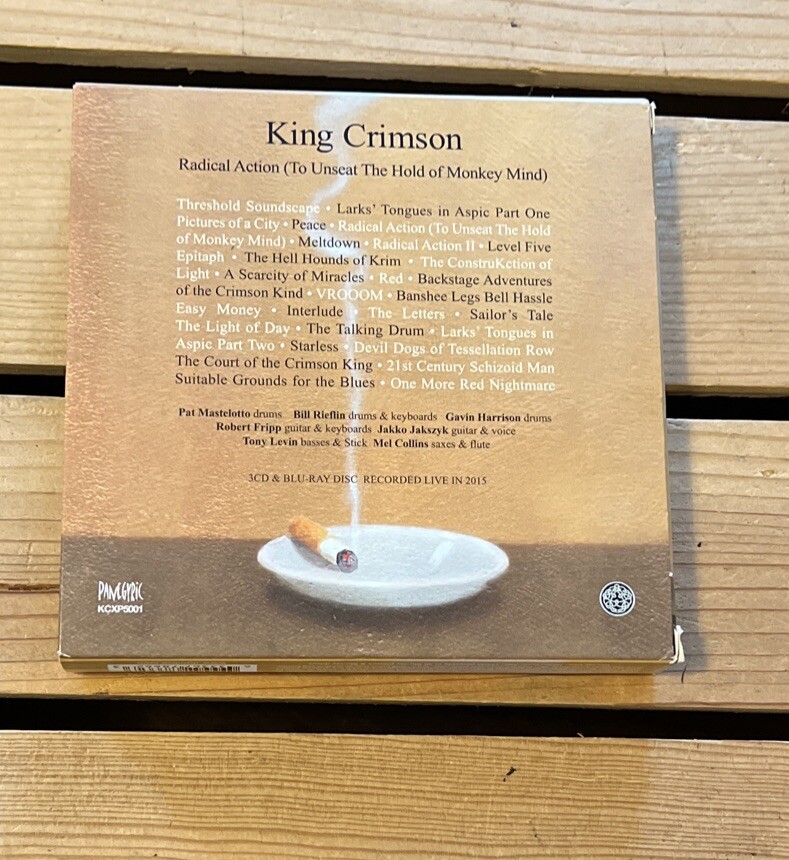 King Crimson
Radical Action (To Unseat The Hold of Monkey Mind)
Threshold Soundscape • Larks' Tongues in Aspic Part One
Pictures of a City • Peace • Radical Action (To Unseat The Hold
of Monkey Mind) • Meltdown • Radical Action II • Level Five
Epitaph • The Hell Hounds of Krim • The ConstruKction of
Light • A Scarcity of Miracles • Red • Backstage Adventures
of the Crimson Kind • VROOOM • Banshee Legs Bell Hassle
Easy Money • Interlude • The Letters • Sailor's Tale
The Light of Day • The Talking Drum • Larks' Tongues in
Aspic Part Two • Starless • Devil Dogs of Tessellation Row
The Court of the Crimson King • 21st Century Schizoid Man
Suitable Grounds for the Blues • One More Red Nightmare
Pat Mastelotto drums Bill Rieflin drums & keyboards Gavin Harrison drums
Robert Fripp guitar & keyboards Jakko Jakszyk guitar & voice
Tony Levin basses & Stick Mel Collins saxes & flute
3CD & BLU-RAY DISC RECORDED LIVE IN 2015
PANEGYRIC
KCXP5001